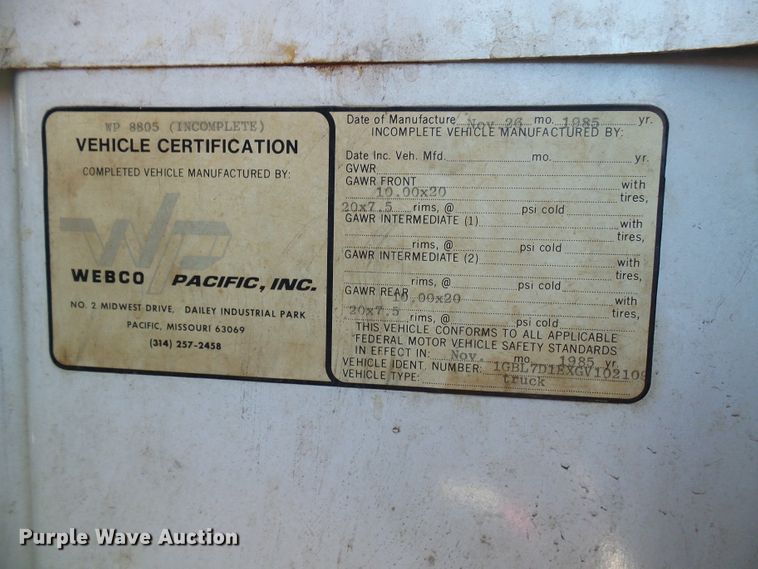 WP 8805 (INCOMPLETE)
VEHICLE CERTIFICATION
COMPLETED VEHICLE MANUFACTURED BY:
WP
WEBCO PACIFIC, INC.
NO. 2 MIDWEST DRIVE, DAILEY INDUSTRIAL PARK
PACIFIC, MISSOURI 63069
(314) 257-2458
Date of Manufacture Nov 26 mo. 1985 yr.
INCOMPLETE VEHICLE MANUFACTURED BY:
Date Inc. Veh. Mfd. mo. yr.
GVWR
GAWR FRONT with
10.00x20 tires,
20x7.5 rims, @ psi cold
GAWR INTERMEDIATE (1) with
tires,
rims, @ psi cold
GAWR INTERMEDIATE (2) with
tires,
rims, @ psi cold
GAWR REAR with
10.00x20 tires,
20x7.5 rims, @ psi cold
THIS VEHICLE CONFORMS TO ALL APPLICABLE
FEDERAL MOTOR VEHICLE SAFETY STANDARDS
IN EFFECT IN: Nov. mo. 1985 yr.
VEHICLE IDENT. NUMBER: 1GBL7D1EXGV102109
VEHICLE TYPE: truck
Purple Wave Auction